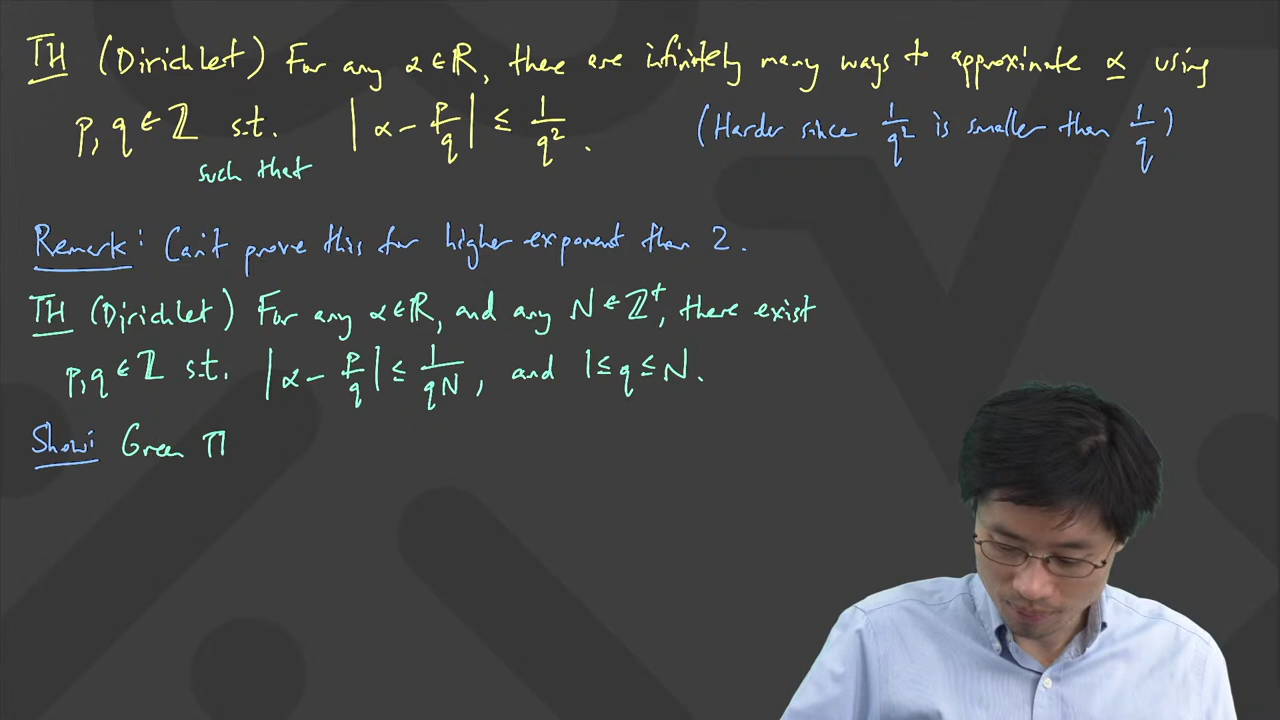 TH (Dirichlet) For any α∈ℝ, there are infinitely many ways to approximate α using
p, q ∈ ℤ s.t. |α − p/q| ≤ 1/q². (Harder since 1/q² is smaller than 1/q)
such that
Remark: Can't prove this for higher exponent than 2.
TH (Dirichlet) For any α∈ℝ, and any N∈ℤ⁺, there exist
p,q ∈ ℤ s.t. |α − p/q| ≤ 1/qN, and 1≤q≤N.
Show: Green